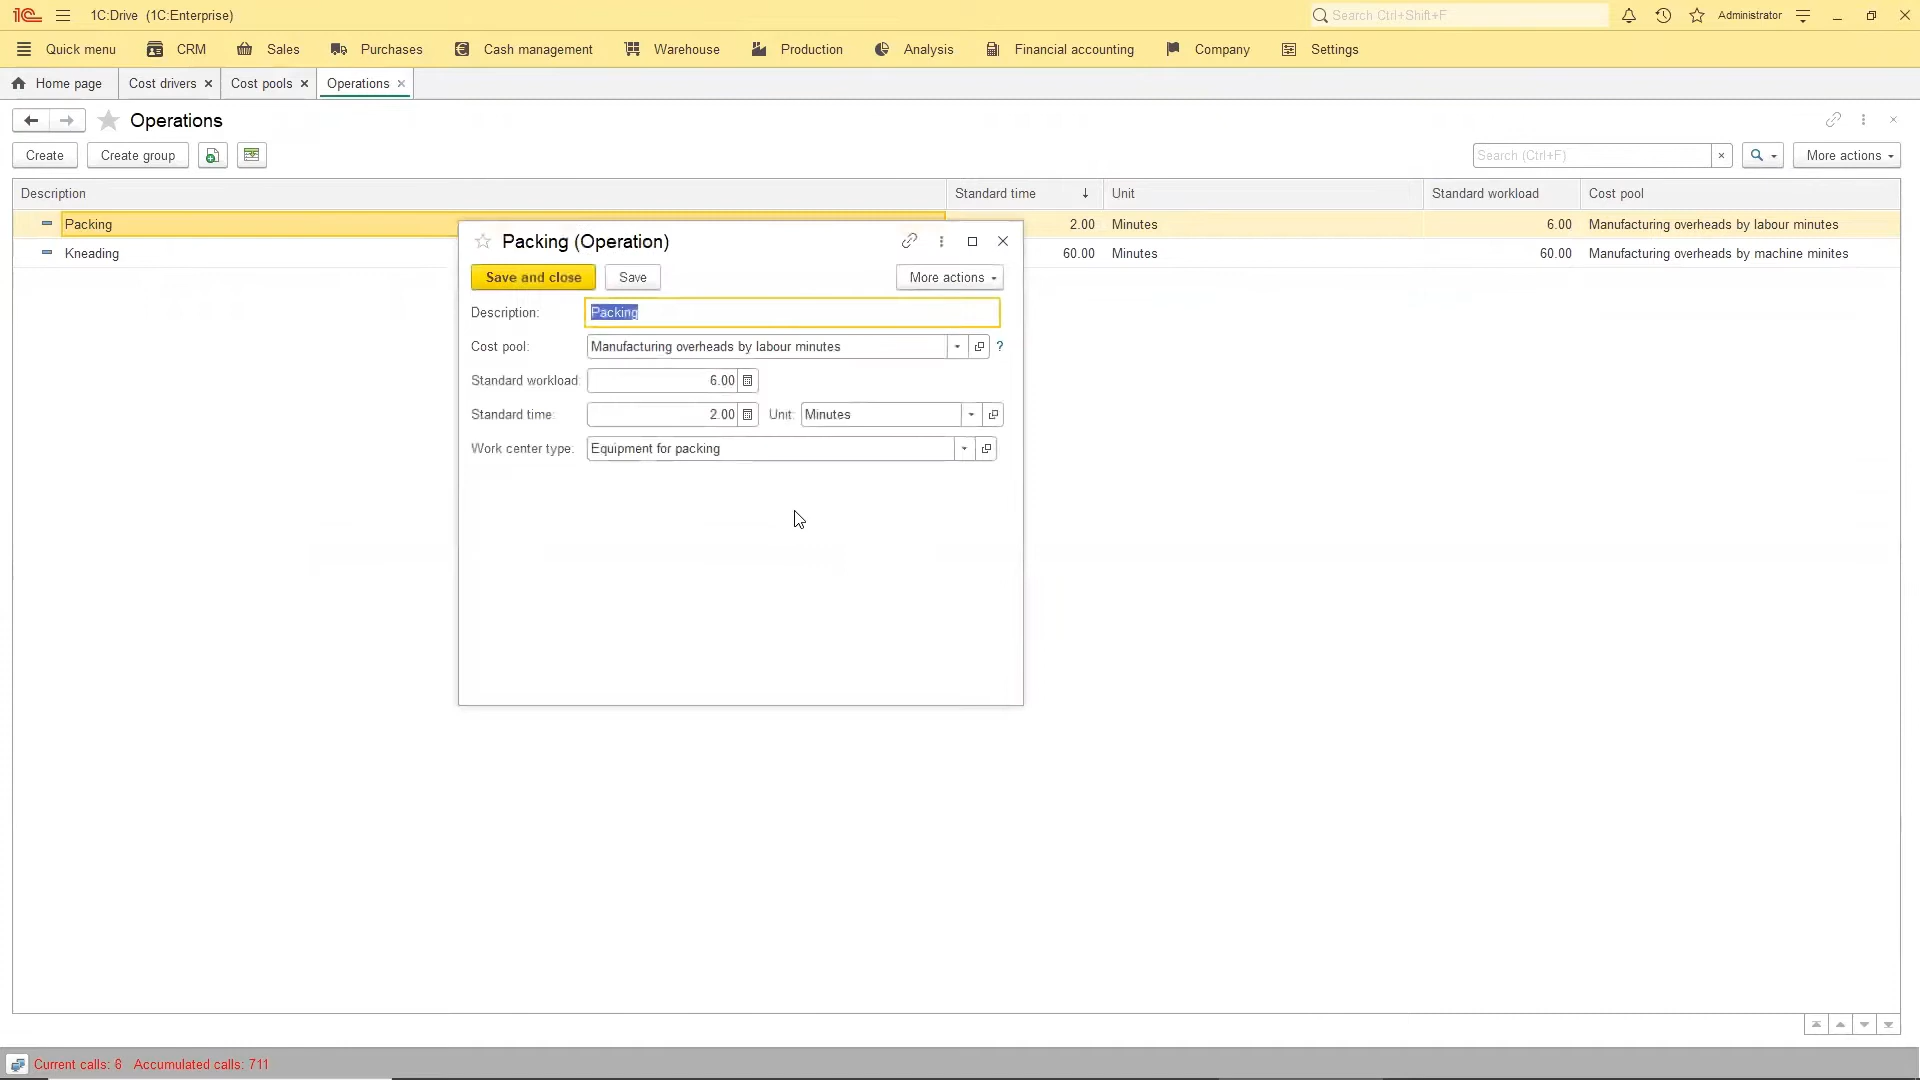 1C:Drive (1C:Enterprise) Search Ctrl+Shift+F Administrator
Quick menu CRM Sales Purchases Cash management Warehouse Production Analysis Financial accounting Company Settings
Home page Cost drivers Cost pools Operations
Operations
Create Create group Search (Ctrl+F) More actions
Description Standard time Unit Standard workload Cost pool
Packing 2.00 Minutes 6.00 Manufacturing overheads by labour minutes
Kneading 60.00 Minutes 60.00 Manufacturing overheads by machine minites
Packing (Operation)
Save and close Save More actions
Description: Packing
Cost pool: Manufacturing overheads by labour minutes ?
Standard workload: 6.00
Standard time: 2.00 Unit: Minutes
Work center type: Equipment for packing
Current calls: 6 Accumulated calls: 711